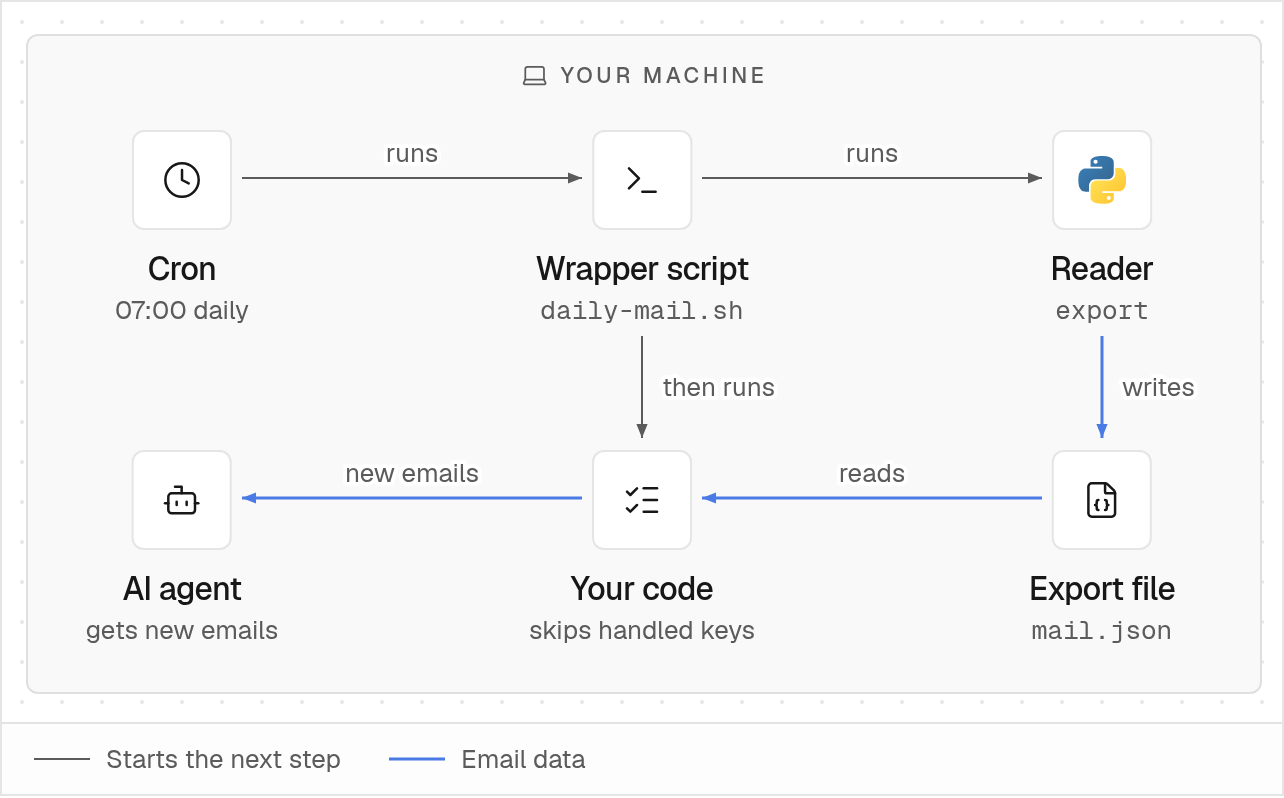 YOUR MACHINE
runs
runs
Cron
07:00 daily
Wrapper script
daily-mail.sh
Reader
export
then runs
writes
new emails
reads
{}
AI agent
gets new emails
Your code
skips handled keys
Export file
mail.json
Starts the next step
Email data